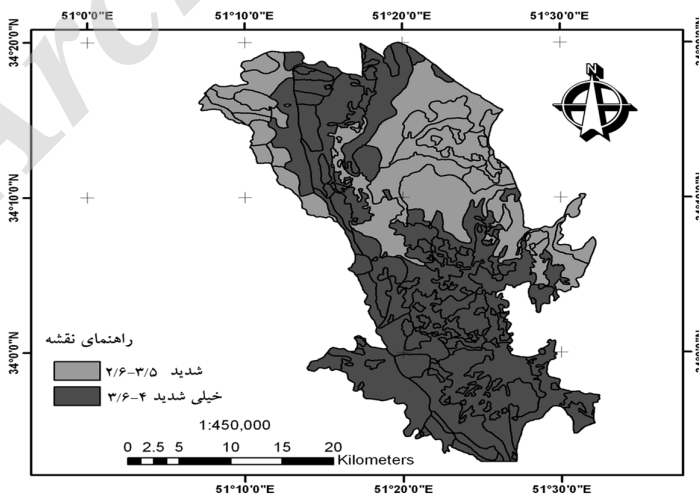 Arc
51°0'0"E 51°10'0"E 51°20'0"E 51°30'0"E
N
34°20'0"N
34°10'0"N
34°0'0"N
راهنمای نقشه
شدید ۲/۶-۳/۵
خیلی شدید ۳/۶-۴
1:450,000
0 2.5 5 10 15 20
Kilometers
51°10'0"E 51°20'0"E 51°30'0"E